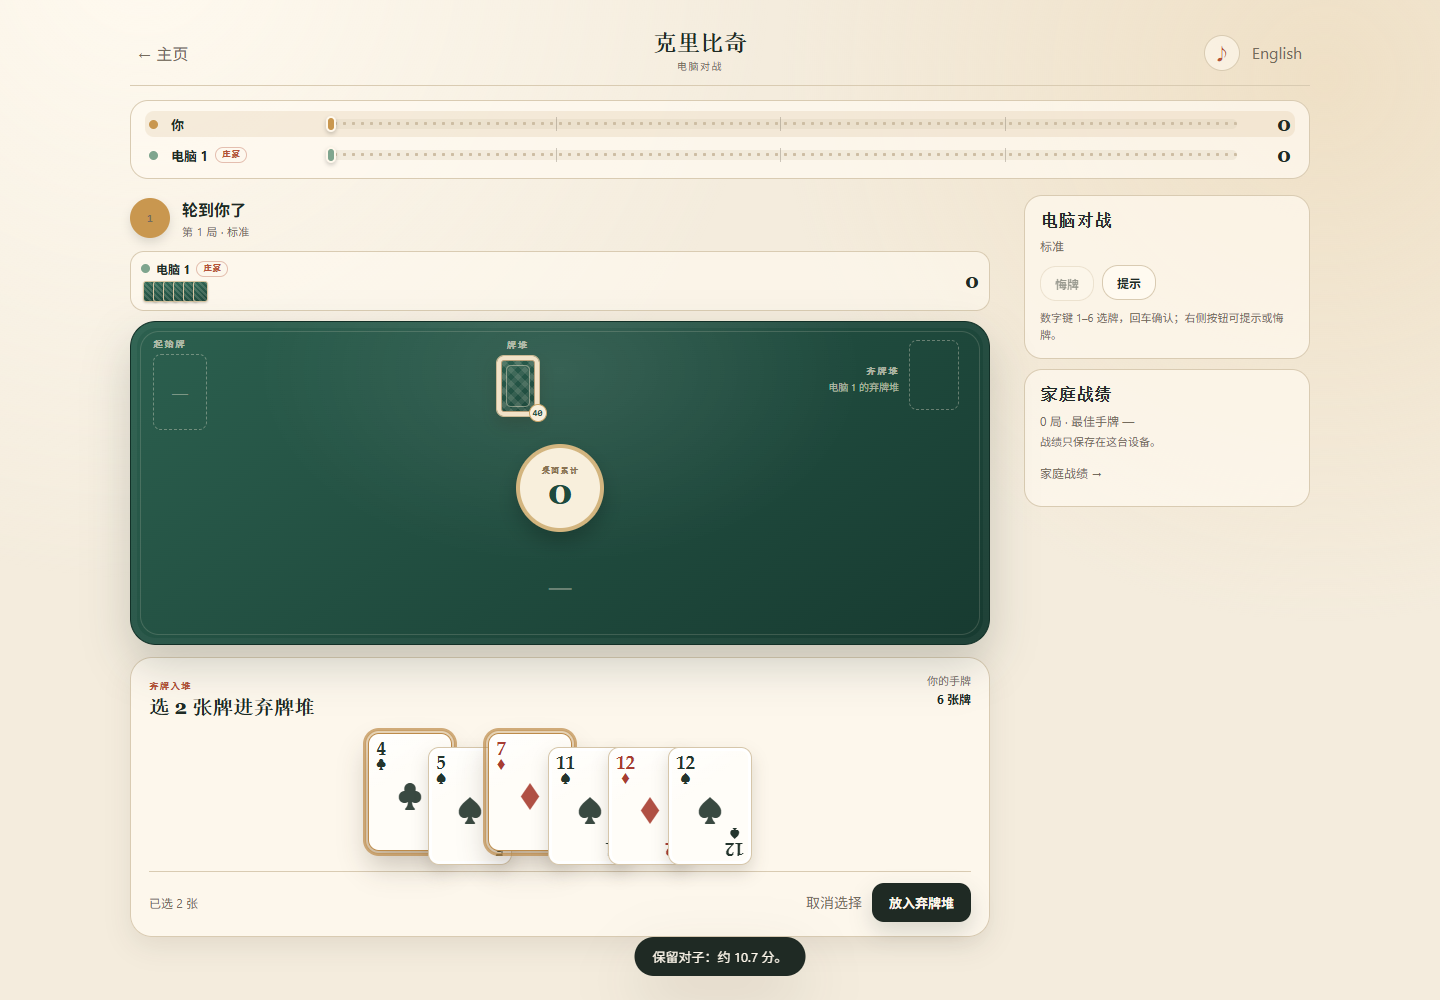 ← 主页
克里比奇
电脑对战
♪
English
你
0
电脑 1 庄家
0
1
轮到你了
第 1 局 · 标准
电脑 1 庄家
0
起始牌
—
牌堆
40
弃牌堆
电脑 1 的弃牌堆
桌面累计
0
—
弃牌入堆
选 2 张牌进弃牌堆
你的手牌
6 张牌
4
♣
5
♠
7
♦
11
♠
12
♦
12
♠
12
♠
已选 2 张
取消选择
放入弃牌堆
保留对子：约 10.7 分。
电脑对战
标准
悔牌
提示
数字键 1–6 选牌，回车确认；右侧按钮可提示或悔
牌。
家庭战绩
0 局 · 最佳手牌 —
战绩只保存在这台设备。
家庭战绩 →